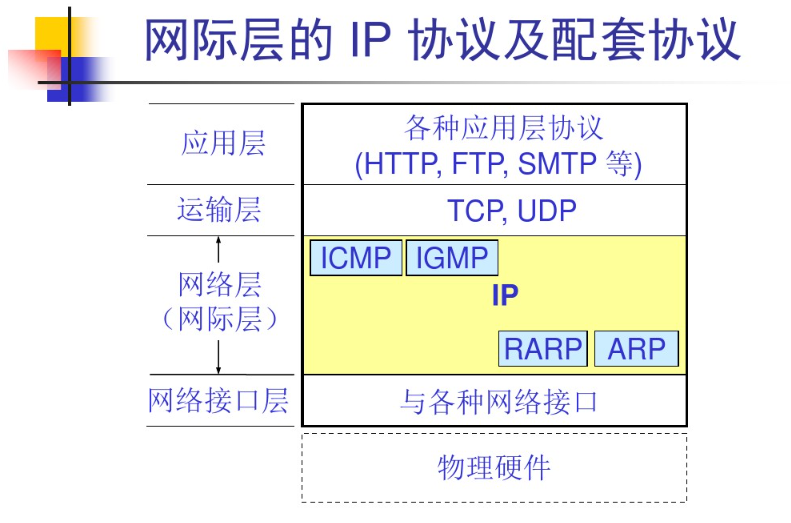 网际层的 IP 协议及配套协议
应用层
各种应用层协议
(HTTP, FTP, SMTP 等)
运输层
TCP, UDP
网络层
（网际层）
ICMP IGMP
IP
RARP ARP
网络接口层
与各种网络接口
物理硬件